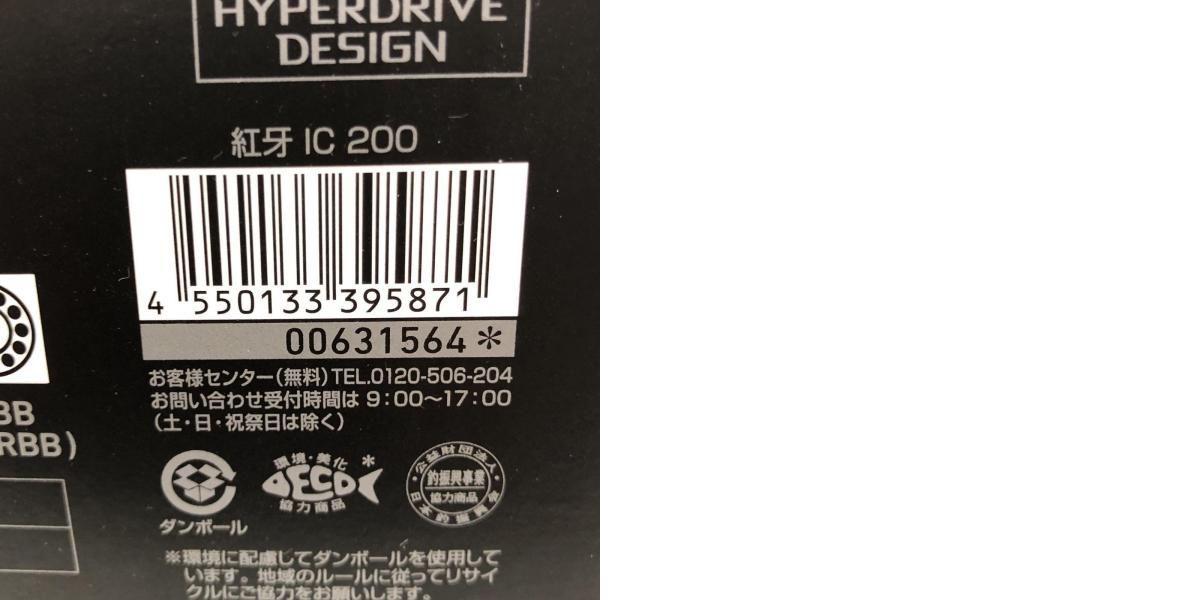 HYPERDRIVE
DESIGN
紅牙 IC 200
4 550133 395871
00631564*
お客様センター(無料)TEL.0120-506-204
お問い合わせ受付時間は 9:00〜17:00
(土・日・祝祭日は除く)
BB
RBB)
環境・美化
ECO
協力商品
*
公益財団法人
釣振興事業
協力商品
日本釣振興会
ダンボール
※環境に配慮してダンボールを使用して
います。地域のルールに従ってリサイ
クルにご協力をお願いします。